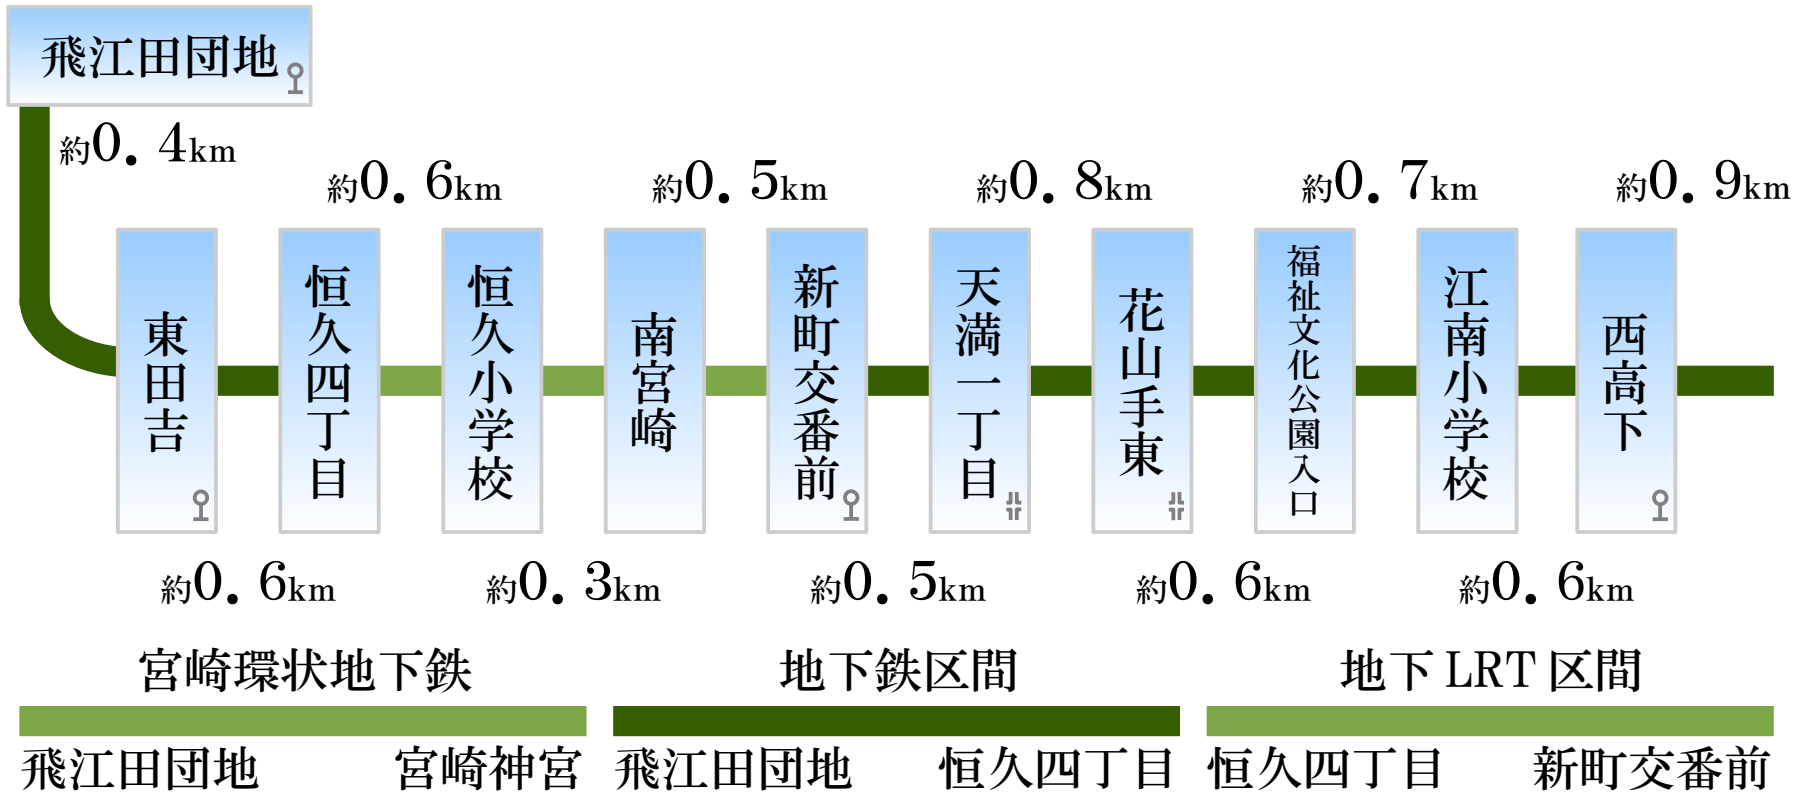 飛江田団地
約0.4km
約0.6km
約0.5km
約0.8km
約0.7km
約0.9km
東田吉
恒久四丁目
恒久小学校
南宮崎
新町交番前
天満一丁目
花山手東
福祉文化公園入口
江南小学校
西高下
約0.6km
約0.3km
約0.5km
約0.6km
約0.6km
宮崎環状地下鉄
地下鉄区間
地下LRT区間
飛江田団地
宮崎神宮
飛江田団地
恒久四丁目
恒久四丁目
新町交番前